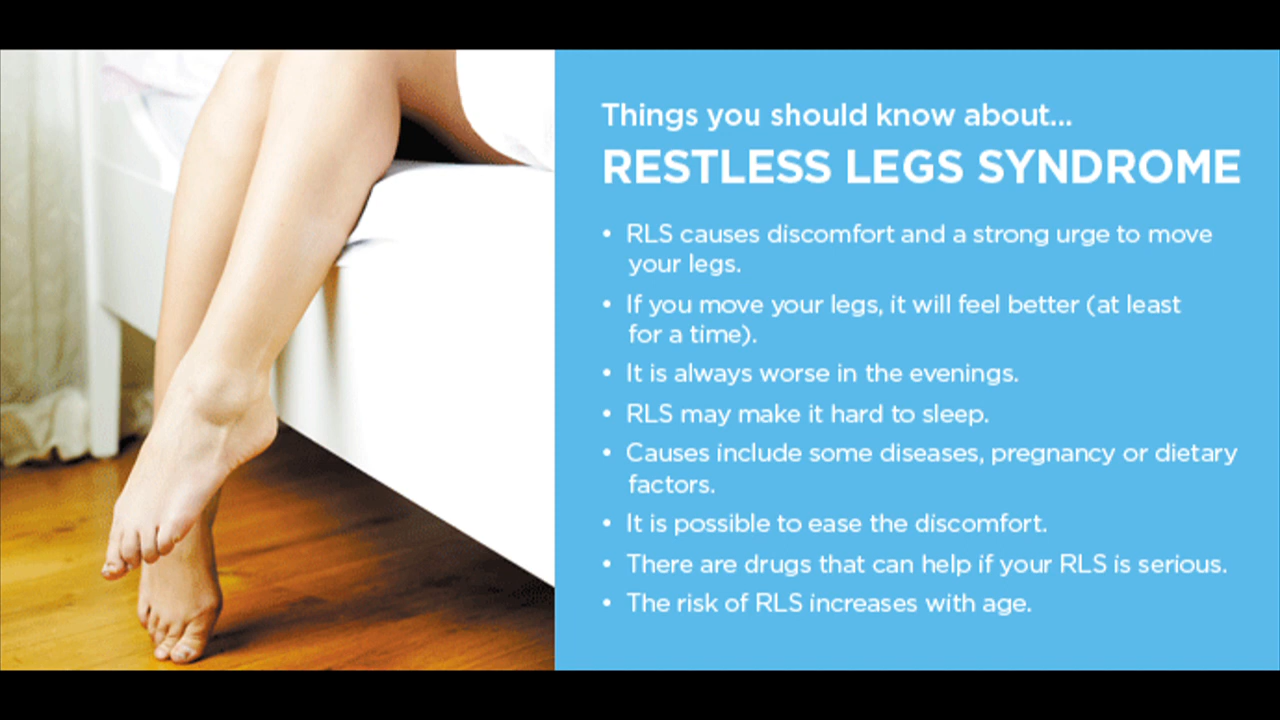 Things you should know about...
RESTLESS LEGS SYNDROME
• RLS causes discomfort and a strong urge to move
your legs.
• If you move your legs, it will feel better (at least
for a time).
• It is always worse in the evenings.
• RLS may make it hard to sleep.
• Causes include some diseases, pregnancy or dietary
factors.
• It is possible to ease the discomfort.
• There are drugs that can help if your RLS is serious.
• The risk of RLS increases with age.